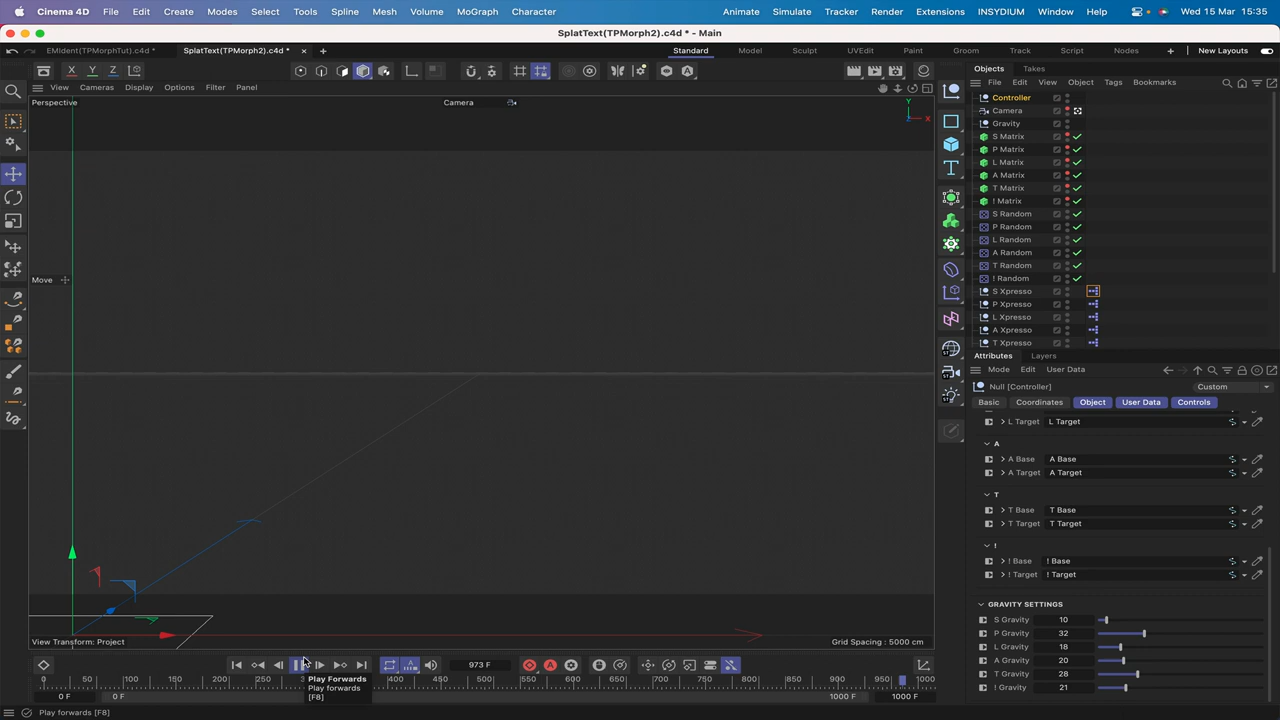 Cinema 4D File Edit Create Modes Select Tools Spline Mesh Volume MoGraph Character Animate Simulate Tracker Render Extensions INSYDIUM Window Help Wed 15 Mar 15:35
SplatText(TPMorph2).c4d * - Main
EMIdent(TPMorphTut).c4d * SplatText(TPMorph2).c4d * Standard Model Sculpt UVEdit Paint Groom Track Script Nodes New Layouts
X Y Z
Objects Takes
View Cameras Display Options Filter Panel
File Edit View Object Tags Bookmarks
Perspective Camera
Y
X
Controller
Camera
Gravity
S Matrix
P Matrix
L Matrix
A Matrix
T Matrix
! Matrix
S Random
P Random
L Random
A Random
T Random
! Random
Move
S Xpresso
P Xpresso
L Xpresso
A Xpresso
T Xpresso
Attributes Layers
Mode Edit User Data
Null [Controller] Custom
Basic Coordinates Object User Data Controls
L Target L Target
A
A Base A Base
A Target A Target
T
T Base T Base
T Target T Target
!
! Base ! Base
! Target ! Target
GRAVITY SETTINGS
S Gravity 10
P Gravity 32
L Gravity 18
A Gravity 20
T Gravity 28
! Gravity 21
View Transform: Project Grid Spacing : 5000 cm
973 F
Play Forwards
Play forwards
[F8]
0 50 100 150 200 250 400 450 500 550 600 650 700 750 800 850 900 950 1000
0 F 0 F 1000 F 1000 F
Play forwards [F8]